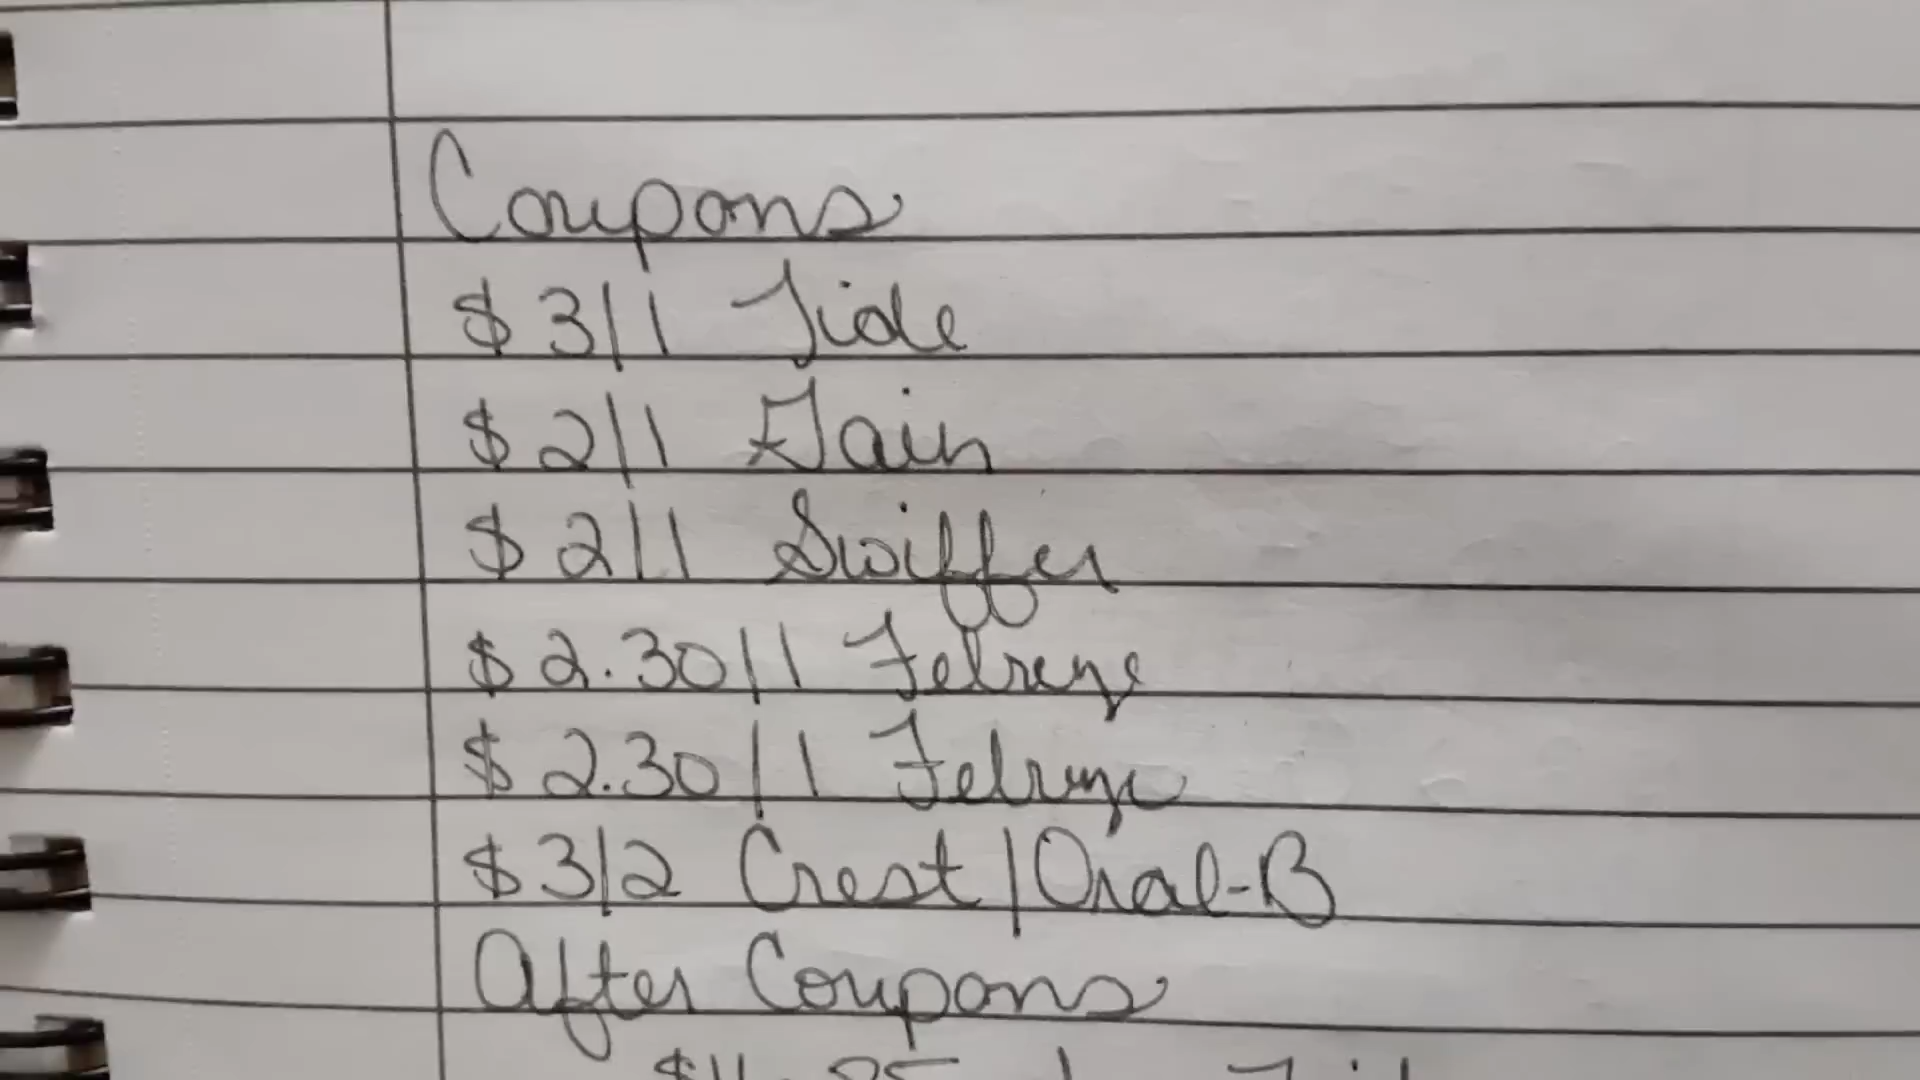 Coupons
$3/1 Tide
$2/1 Gain
$2/1 Swiffer
$2.30/1 Febreze
$2.30/1 Febreze
$3/2 Crest/Oral-B
After Coupons